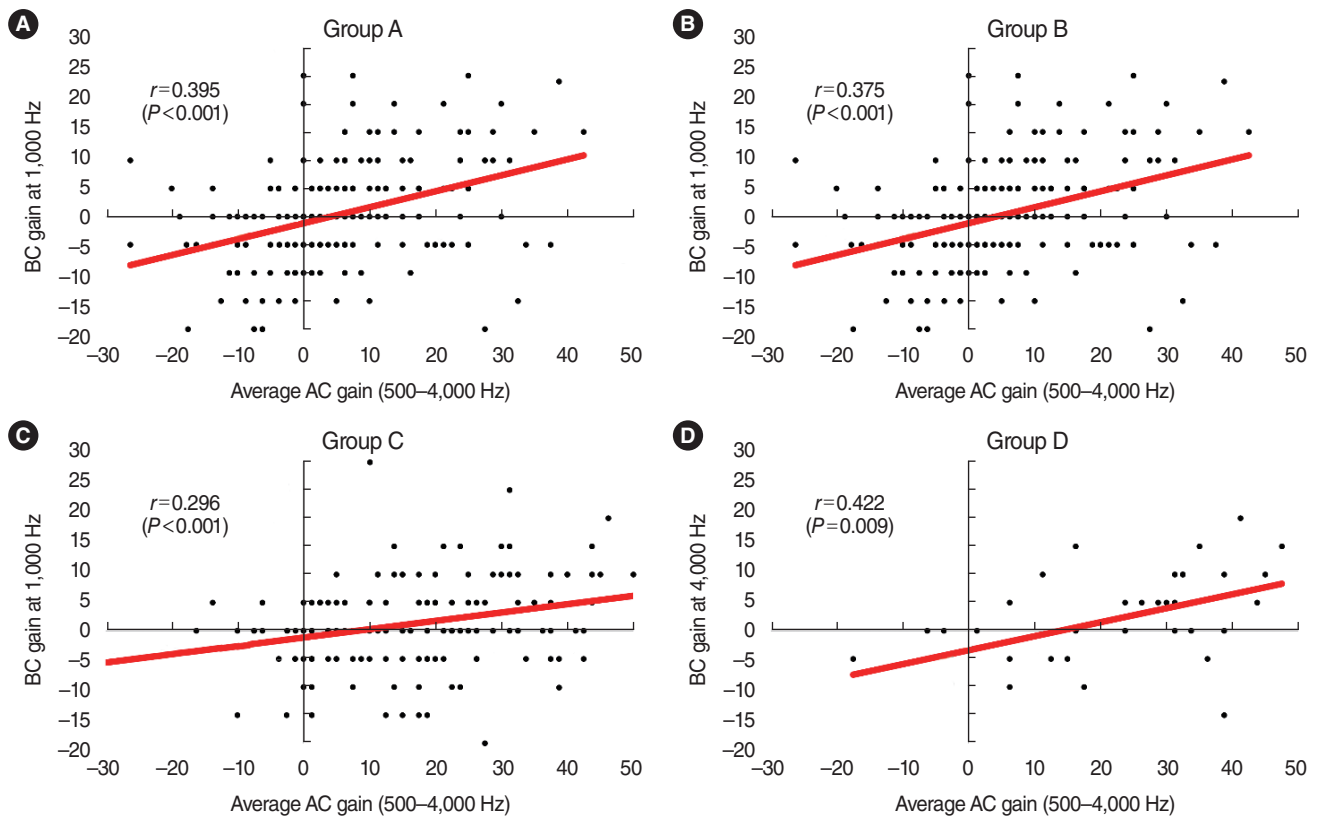 A
Group A
r=0.395
(P<0.001)
BC gain at 1,000 Hz
30
25
20
15
10
5
0
–5
–10
–15
–20
–30 –20 –10 0 10 20 30 40 50
Average AC gain (500–4,000 Hz)
B
Group B
r=0.375
(P<0.001)
BC gain at 1,000 Hz
30
25
20
15
10
5
0
–5
–10
–15
–20
–30 –20 –10 0 10 20 30 40 50
Average AC gain (500–4,000 Hz)
C
Group C
r=0.296
(P<0.001)
BC gain at 1,000 Hz
30
25
20
15
10
5
0
–5
–10
–15
–20
–30 –20 –10 0 10 20 30 40 50
Average AC gain (500–4,000 Hz)
D
Group D
r=0.422
(P=0.009)
BC gain at 4,000 Hz
30
25
20
15
10
5
0
–5
–10
–15
–20
–30 –20 –10 0 10 20 30 40 50
Average AC gain (500–4,000 Hz)